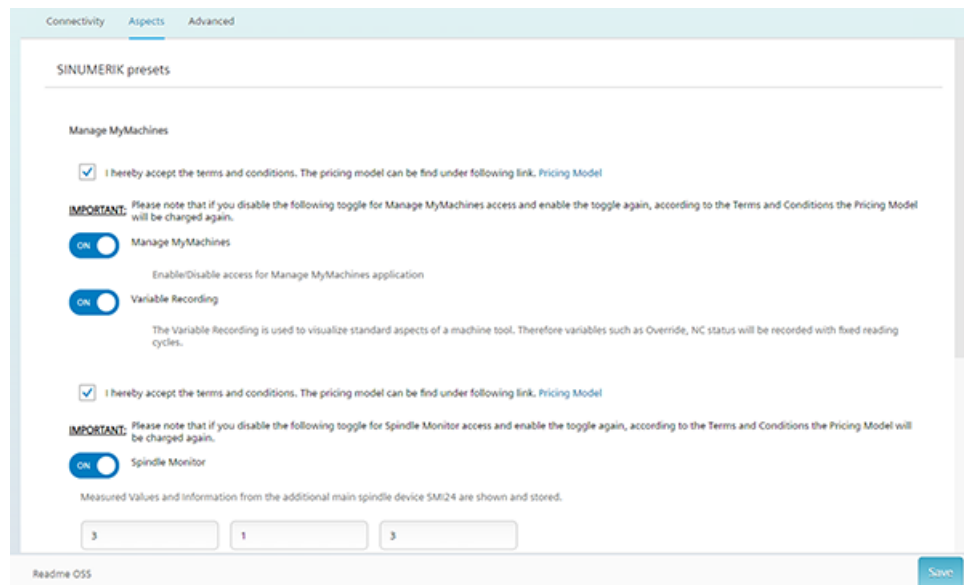 Connectivity Aspects Advanced
SINUMERIK presets
Manage MyMachines
I hereby accept the terms and conditions. The pricing model can be find under following link. Pricing Model
IMPORTANT: Please note that if you disable the following toggle for Manage MyMachines access and enable the toggle again, according to the Terms and Conditions the Pricing Model
will be charged again.
ON Manage MyMachines
Enable/Disable access for Manage MyMachines application
ON Variable Recording
The Variable Recording is used to visualize standard aspects of a machine tool. Therefore variables such as Override, NC status will be recorded with fixed reading
cycles.
I hereby accept the terms and conditions. The pricing model can be find under following link. Pricing Model
IMPORTANT: Please note that if you disable the following toggle for Spindle Monitor access and enable the toggle again, according to the Terms and Conditions the Pricing Model will
be charged again.
ON Spindle Monitor
Measured Values and Information from the additional main spindle device SMI24 are shown and stored.
3 1 3
Readme OSS Save